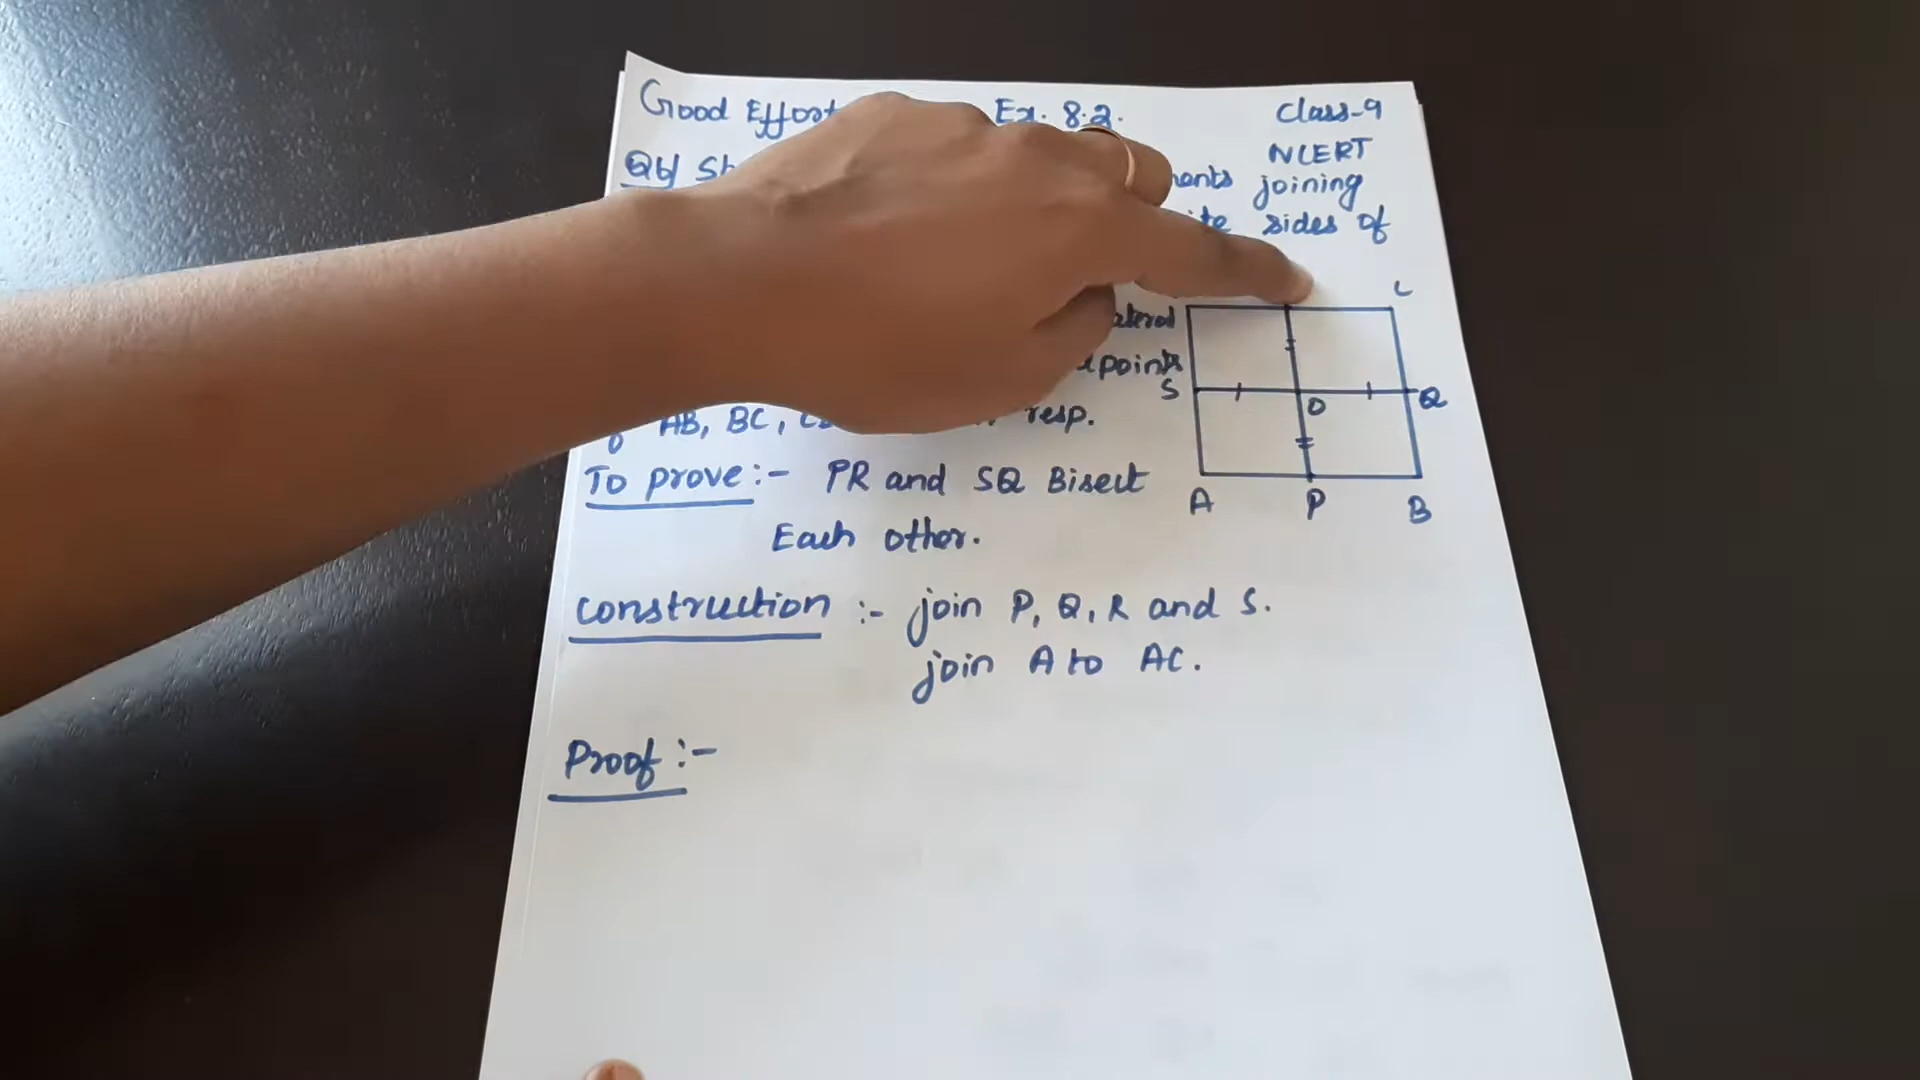 Good Effort Ex. 8.2. Class-9
NCERT
Q6/ joining
sides of
C
S points
O Q
AB, BC, resp.
To prove:- PR and SQ Bisect
A P B
Each other.
Construction :- join P, Q, R and S.
join A to AC.
Proof :-